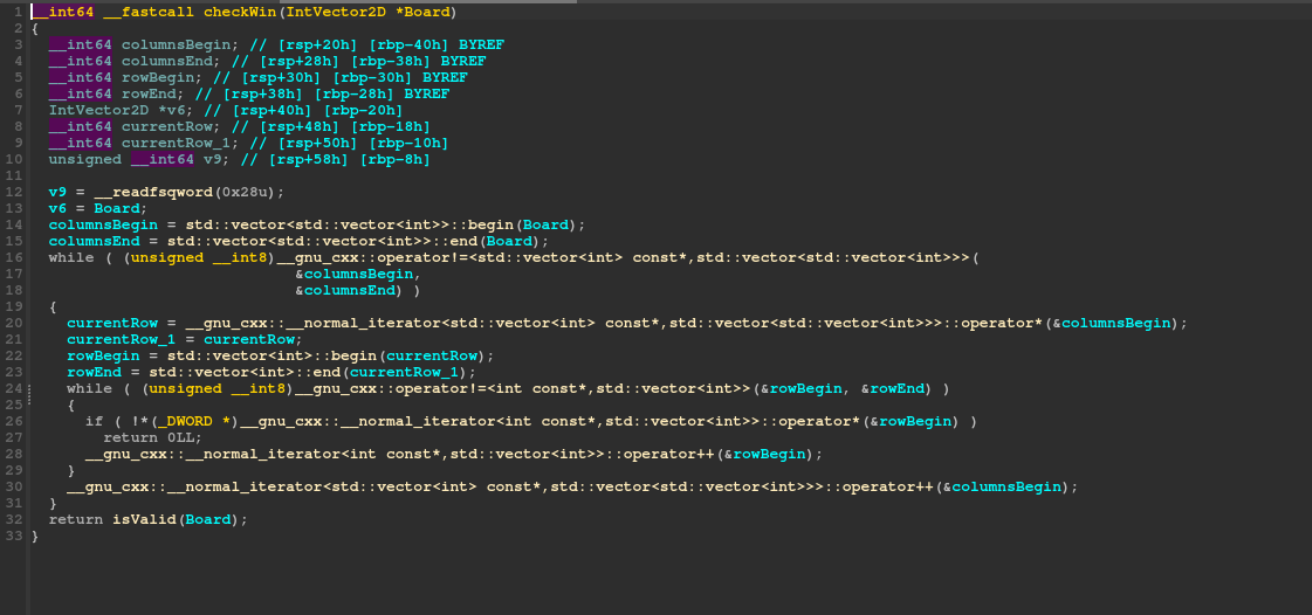 1 __int64 __fastcall checkWin(IntVector2D *Board)
2 {
3 __int64 columnsBegin; // [rsp+20h] [rbp-40h] BYREF
4 __int64 columnsEnd; // [rsp+28h] [rbp-38h] BYREF
5 __int64 rowBegin; // [rsp+30h] [rbp-30h] BYREF
6 __int64 rowEnd; // [rsp+38h] [rbp-28h] BYREF
7 IntVector2D *v6; // [rsp+40h] [rbp-20h]
8 __int64 currentRow; // [rsp+48h] [rbp-18h]
9 __int64 currentRow_1; // [rsp+50h] [rbp-10h]
10 unsigned __int64 v9; // [rsp+58h] [rbp-8h]
11
12 v9 = __readfsqword(0x28u);
13 v6 = Board;
14 columnsBegin = std::vector<std::vector<int>>::begin(Board);
15 columnsEnd = std::vector<std::vector<int>>::end(Board);
16 while ( (unsigned __int8)__gnu_cxx::operator!=<std::vector<int> const*,std::vector<std::vector<int>>>(
17 &columnsBegin,
18 &columnsEnd) )
19 {
20 currentRow = __gnu_cxx::__normal_iterator<std::vector<int> const*,std::vector<std::vector<int>>>::operator*(&columnsBegin);
21 currentRow_1 = currentRow;
22 rowBegin = std::vector<int>::begin(currentRow);
23 rowEnd = std::vector<int>::end(currentRow_1);
24 while ( (unsigned __int8)__gnu_cxx::operator!=<int const*,std::vector<int>>(&rowBegin, &rowEnd) )
25 {
26 if ( !*(_DWORD *)__gnu_cxx::__normal_iterator<int const*,std::vector<int>>::operator*(&rowBegin) )
27 return 0LL;
28 __gnu_cxx::__normal_iterator<int const*,std::vector<int>>::operator++(&rowBegin);
29 }
30 __gnu_cxx::__normal_iterator<std::vector<int> const*,std::vector<std::vector<int>>>::operator++(&columnsBegin);
31 }
32 return isValid(Board);
33 }